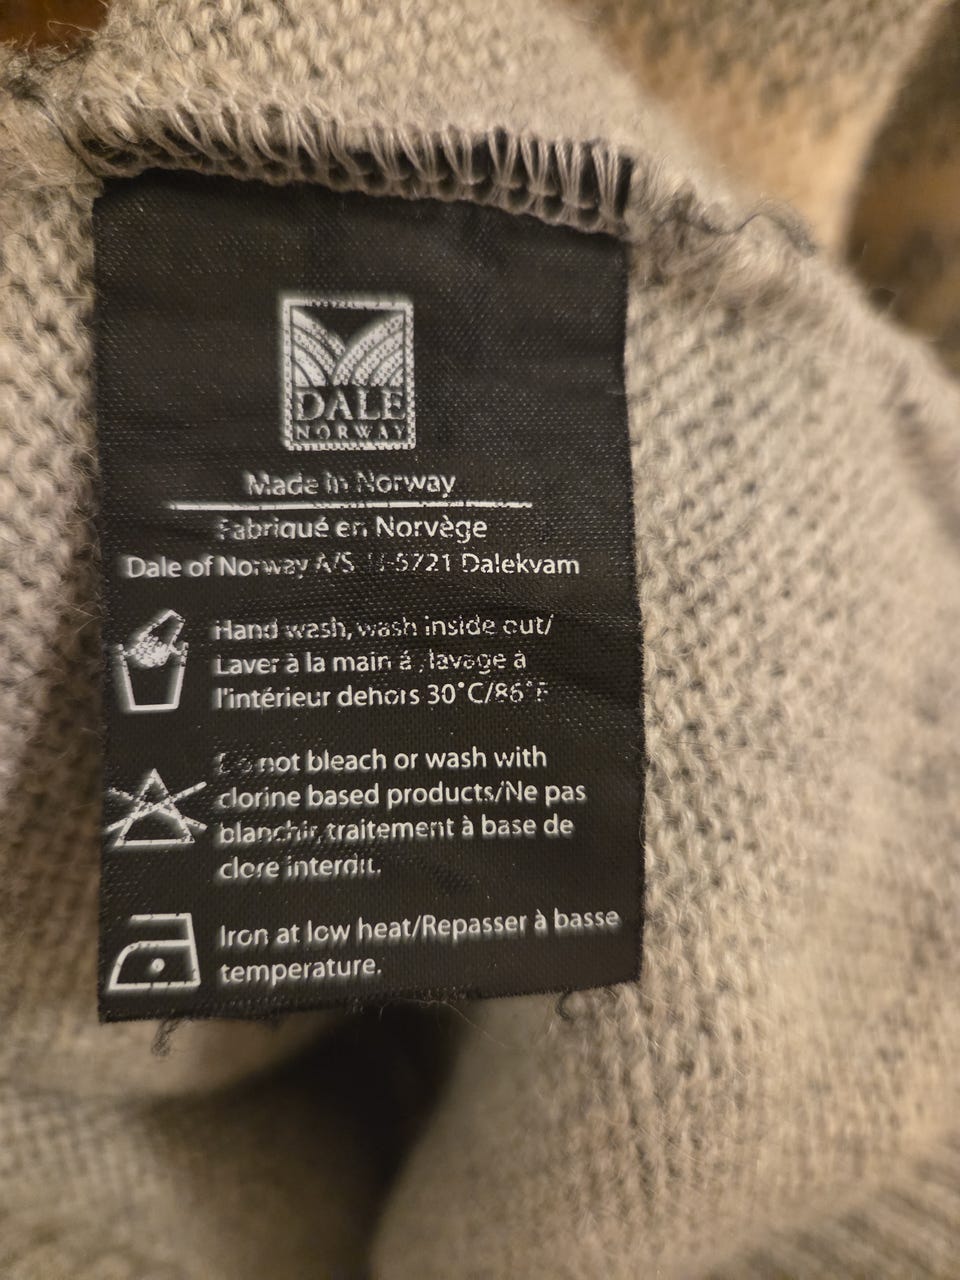 DALE
NORWAY
Made in Norway
Fabriqué en Norvège
Dale of Norway A/S -5721 Dalekvam
Hand wash, wash inside out/
Laver à la main á , lavage à
l'intérieur dehors 30°C/86°F
Do not bleach or wash with
clorine based products/Ne pas
blanchir, traitement à base de
clore interdit.
Iron at low heat/Repasser à basse
temperature.